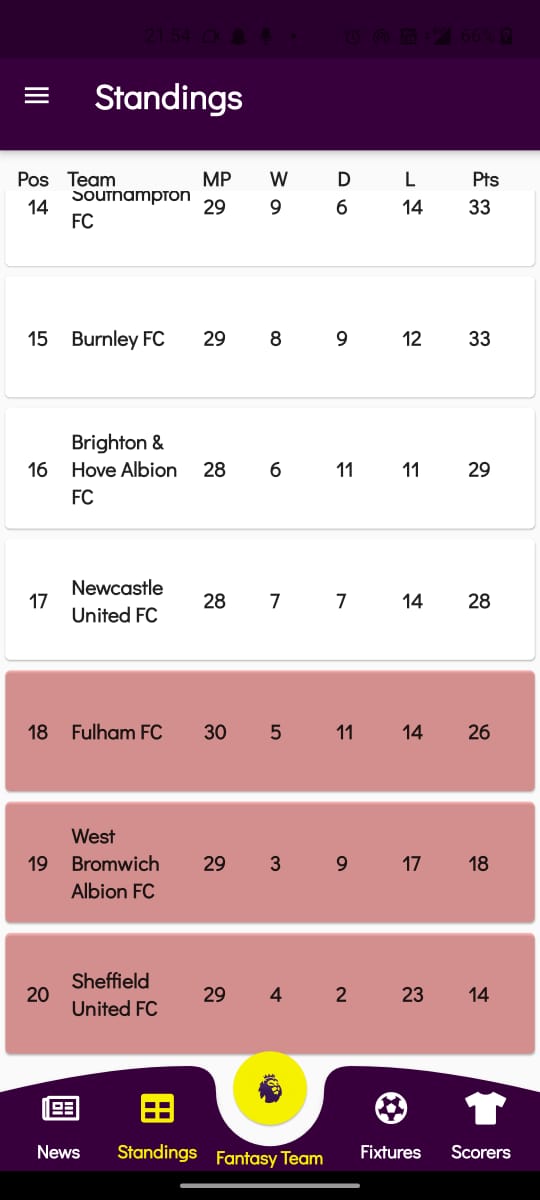 21:54 66%
Standings
Pos Team MP W D L Pts
14 Southampton FC 29 9 6 14 33
15 Burnley FC 29 8 9 12 33
16 Brighton & Hove Albion FC 28 6 11 11 29
17 Newcastle United FC 28 7 7 14 28
18 Fulham FC 30 5 11 14 26
19 West Bromwich Albion FC 29 3 9 17 18
20 Sheffield United FC 29 4 2 23 14
News Standings Fantasy Team Fixtures Scorers